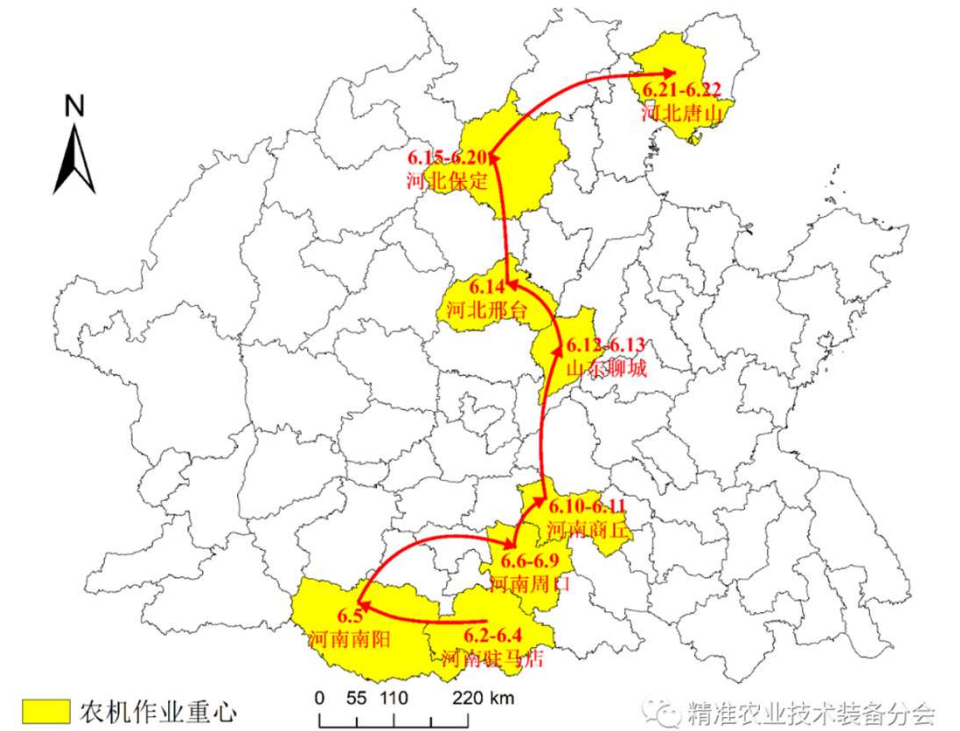 N
6.21-6.22
河北唐山
6.15-6.20
河北保定
6.14
河北邢台
6.12-6.13
山东聊城
6.10-6.11
河南商丘
6.6-6.9
河南周口
6.5
河南南阳
6.2-6.4
河南驻马店
农机作业重心
0 55 110 220 km
精准农业技术装备分会